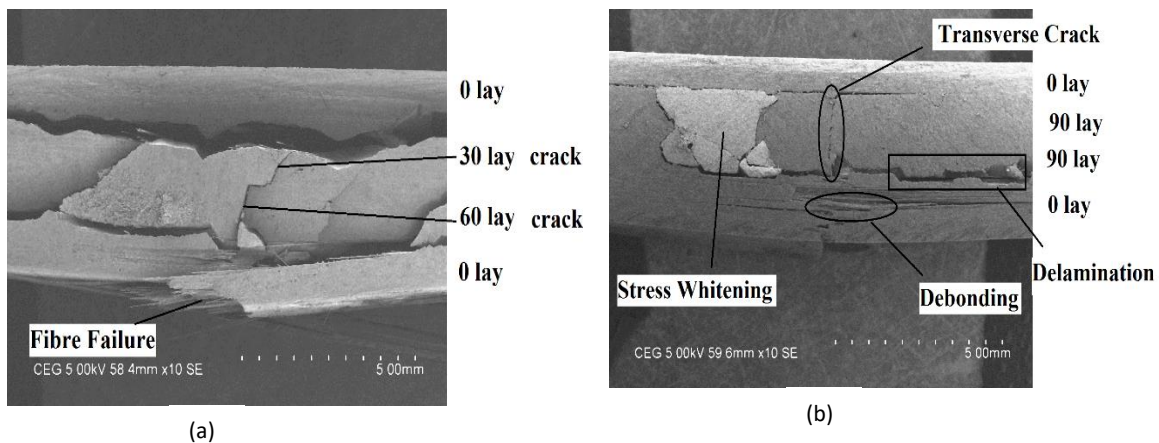 0 lay
30 lay crack
60 lay crack
0 lay
Fibre Failure
CEG 5 00kV 58 4mm x10 SE
5 00mm
(a)
Transverse Crack
0 lay
90 lay
90 lay
0 lay
Delamination
Stress Whitening
Debonding
CEG 5 00kV 59 6mm x10 SE
5 00mm
(b)